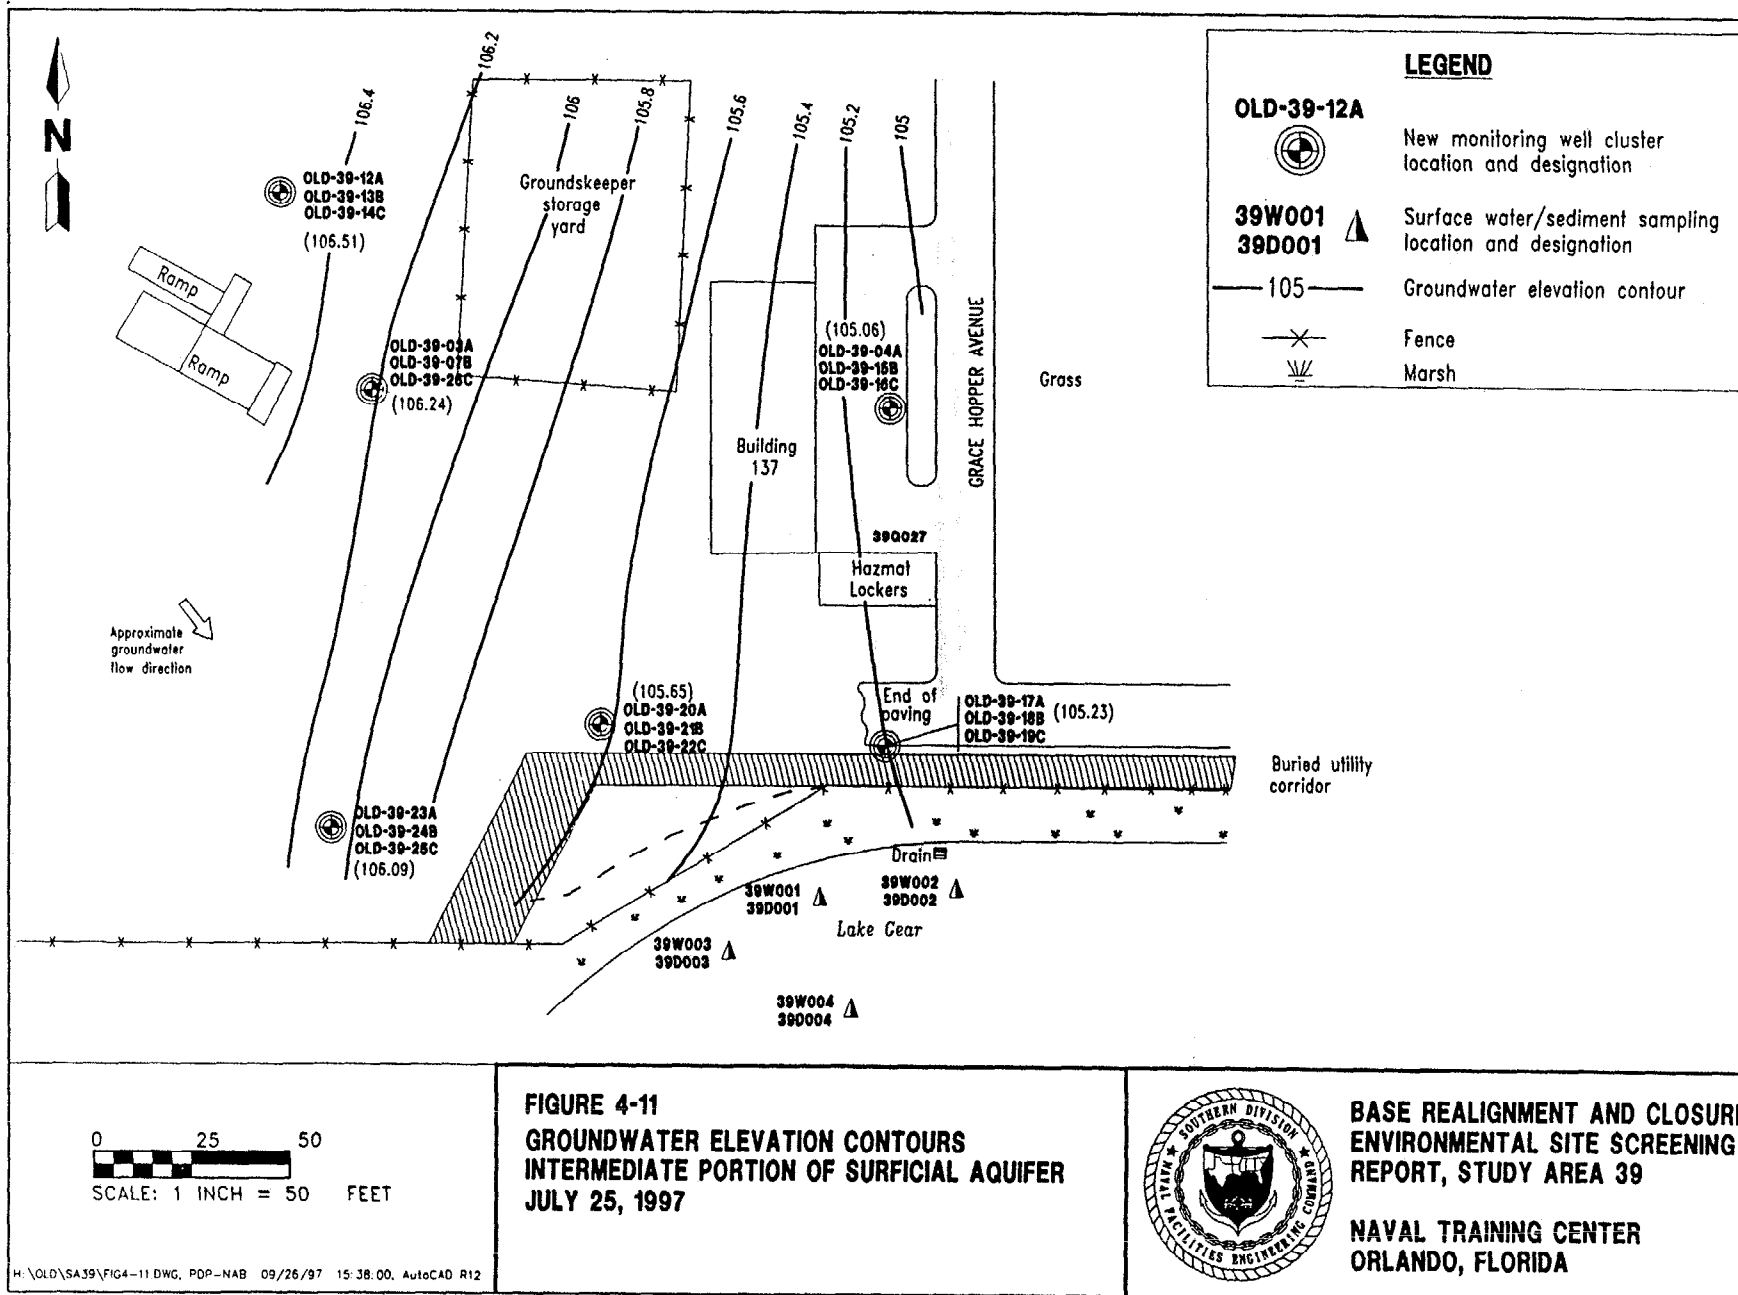 N
106.4
106.2
106
105.8
105.6
105.4
105.2
105
OLD-39-12A
OLD-39-13B
OLD-39-14C
(106.51)
Groundskeeper
storage
yard
Ramp
Ramp
OLD-39-03A
OLD-39-07B
OLD-39-26C
(106.24)
(105.06)
OLD-39-04A
OLD-39-15B
OLD-39-16C
Building
137
GRACE HOPPER AVENUE
Grass
39Q027
Hazmat
Lockers
Approximate
groundwater
flow direction
(105.65)
OLD-39-20A
OLD-39-21B
OLD-39-22C
End of
paving
OLD-39-17A
OLD-39-18B
OLD-39-19C
(105.23)
Buried utility
corridor
OLD-39-23A
OLD-39-24B
OLD-39-25C
(106.09)
Drain
39W001
39D001
39W002
39D002
Lake Gear
39W003
39D003
39W004
39D004
LEGEND
OLD-39-12A
New monitoring well cluster
location and designation
39W001
39D001
Surface water/sediment sampling
location and designation
105
Groundwater elevation contour
Fence
Marsh
0 25 50
SCALE: 1 INCH = 50 FEET
H:\OLD\SA39\FIG4-11.DWG, PDP-NAB 09/26/97 15:38:00, AutoCAD R12
FIGURE 4-11
GROUNDWATER ELEVATION CONTOURS
INTERMEDIATE PORTION OF SURFICIAL AQUIFER
JULY 25, 1997
SOUTHERN DIVISION
NAVAL FACILITIES ENGINEERING COMMAND
BASE REALIGNMENT AND CLOSURE
ENVIRONMENTAL SITE SCREENING
REPORT, STUDY AREA 39
NAVAL TRAINING CENTER
ORLANDO, FLORIDA